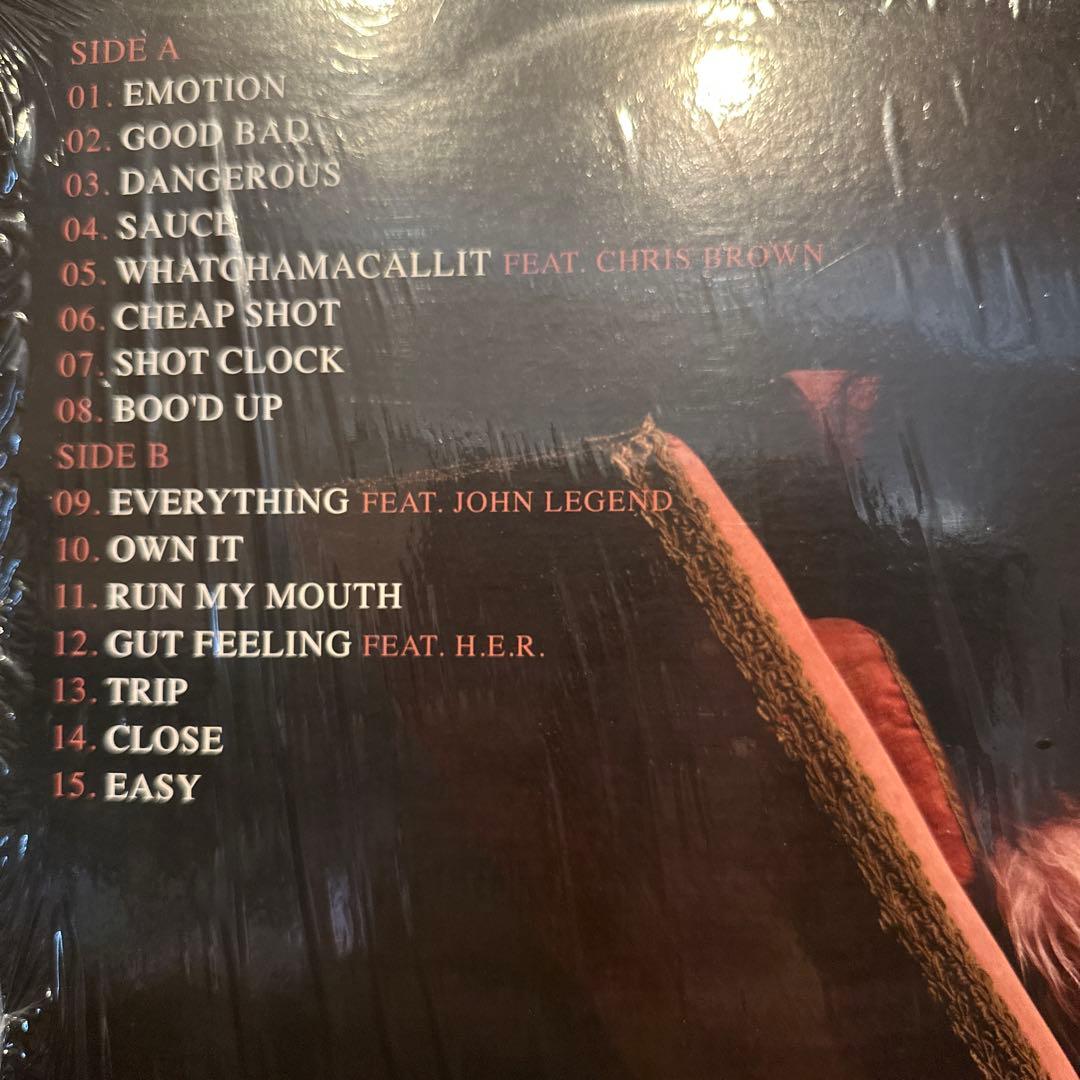 SIDE A
01. EMOTION
02. GOOD BAD
03. DANGEROUS
04. SAUCE
05. WHATCHAMACALLIT FEAT. CHRIS BROWN
06. CHEAP SHOT
07. SHOT CLOCK
08. BOO'D UP
SIDE B
09. EVERYTHING FEAT. JOHN LEGEND
10. OWN IT
11. RUN MY MOUTH
12. GUT FEELING FEAT. H.E.R.
13. TRIP
14. CLOSE
15. EASY